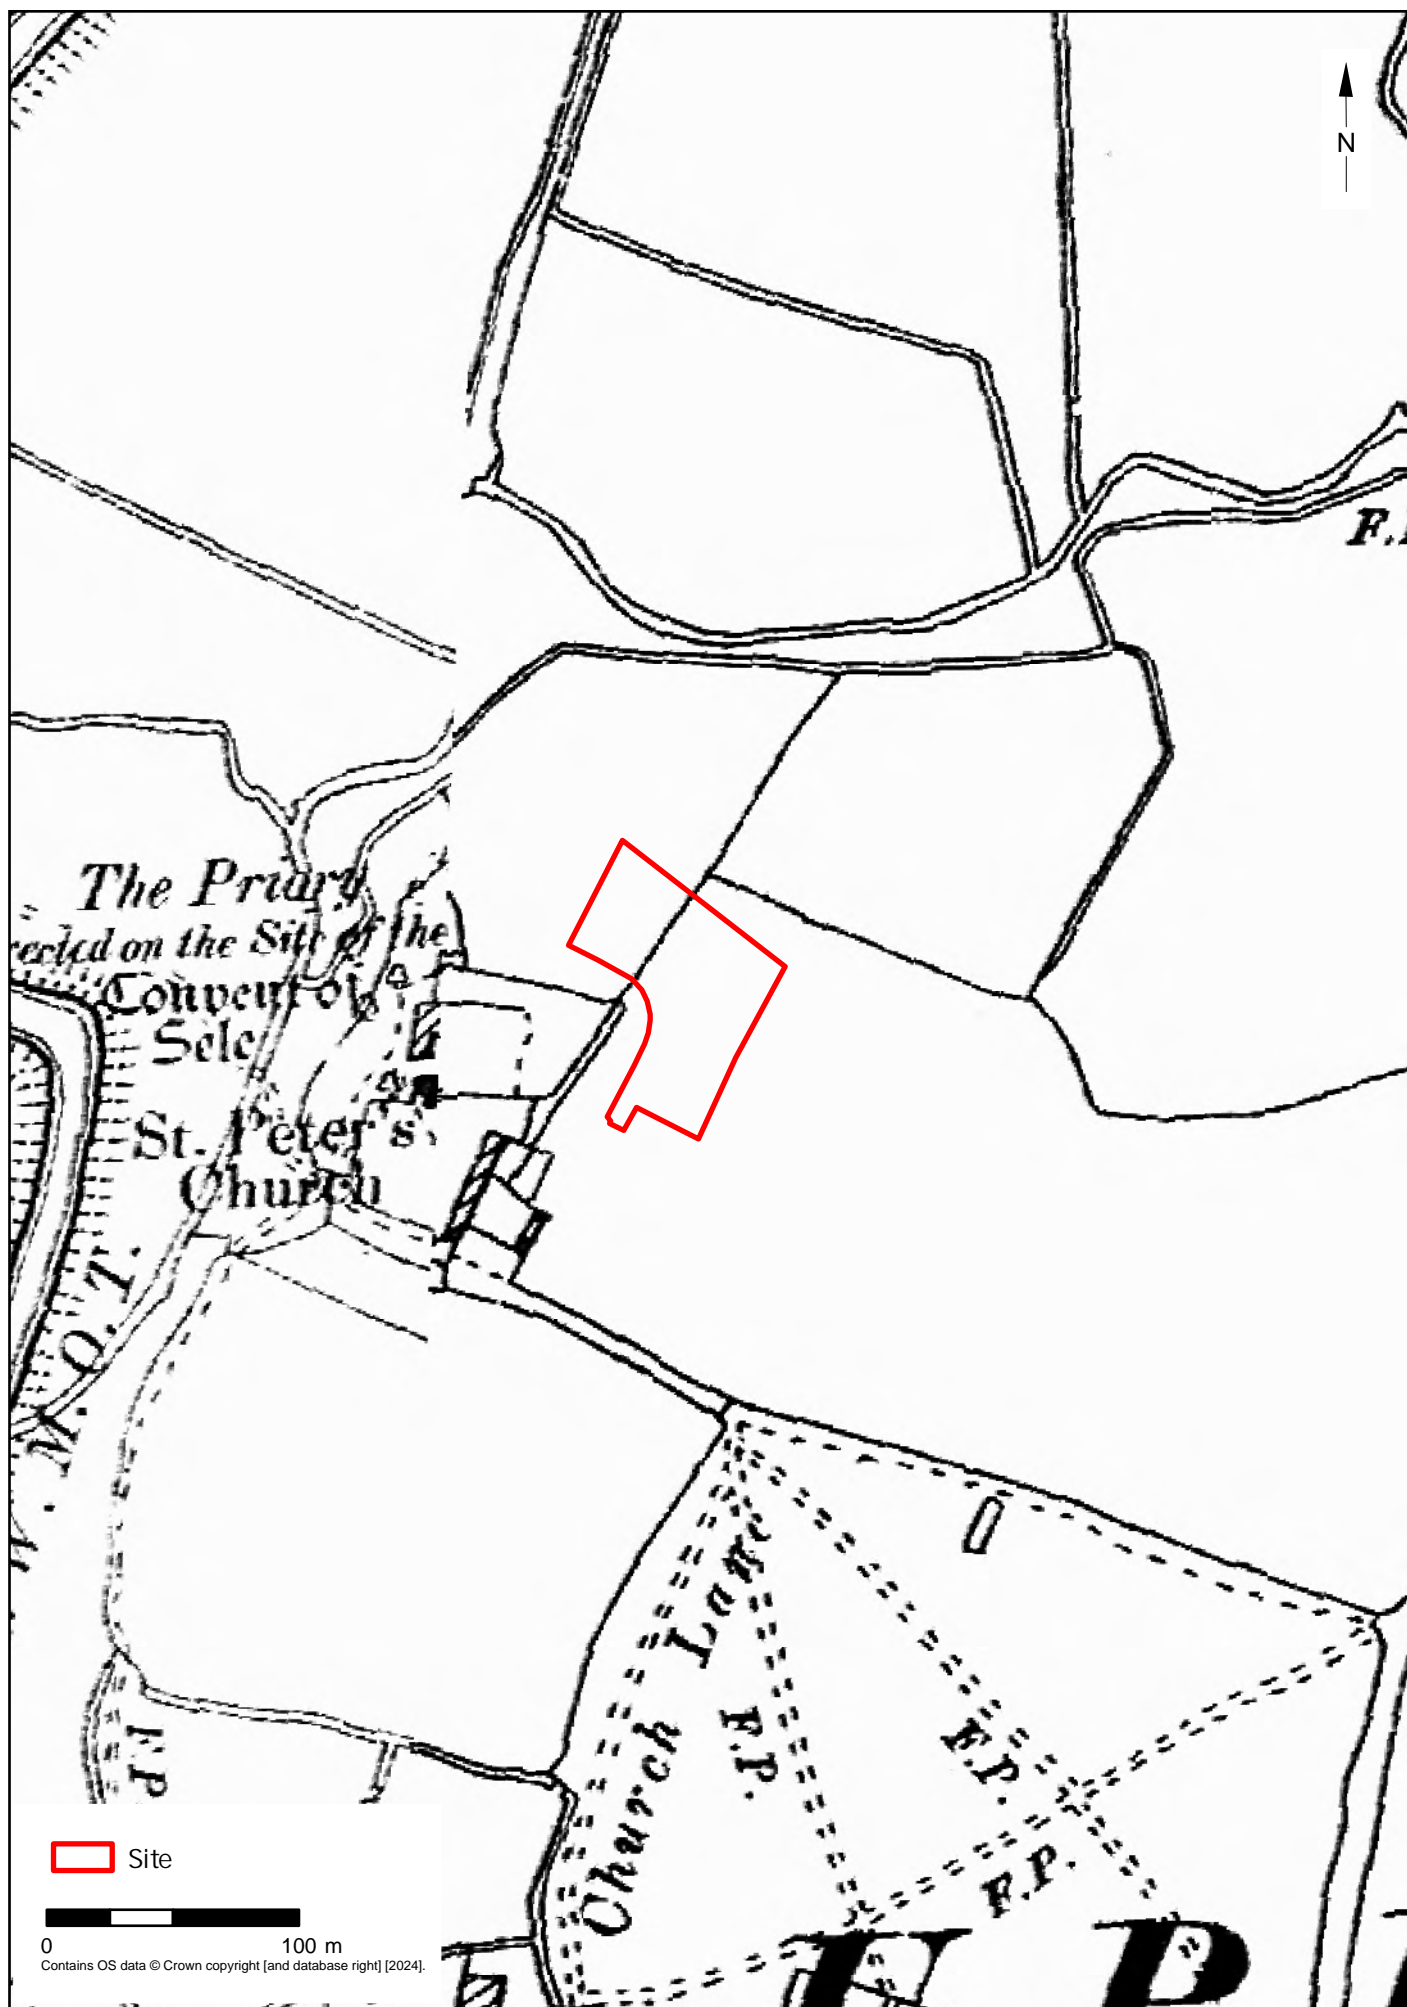 N
The Priory
on the Site of the
Convent of
Sele
St. Peter's
Church
W. M. O. T.
Church Lane
F.P.
F.P.
F.P.
F.P.
Site
0 100 m
Contains OS data © Crown copyright [and database right] [2024].